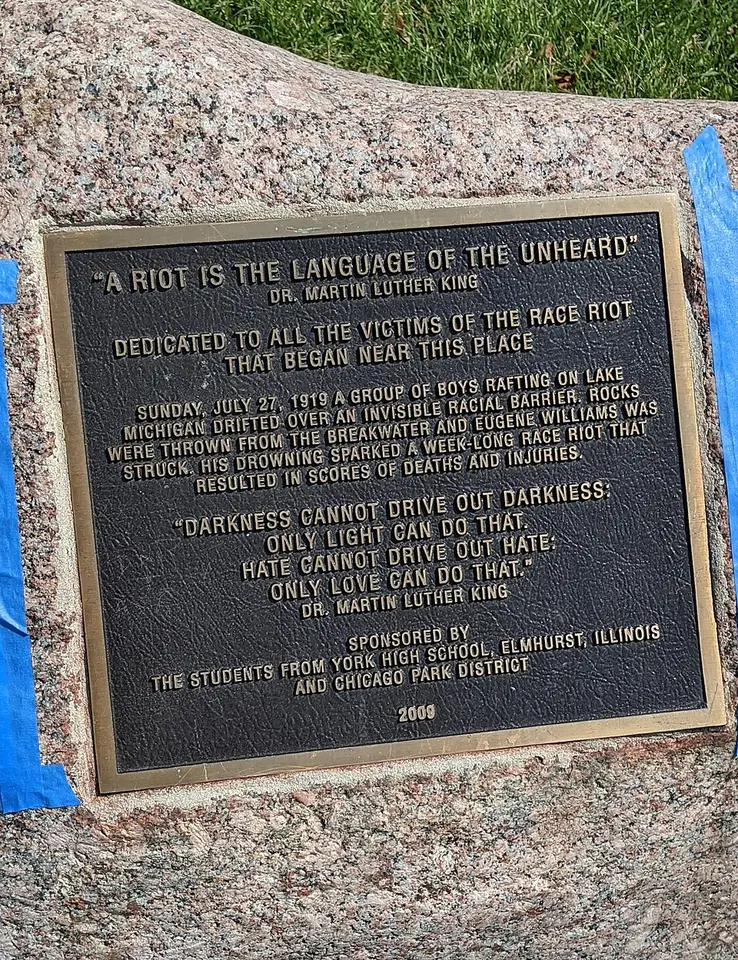 “A RIOT IS THE LANGUAGE OF THE UNHEARD”
DR. MARTIN LUTHER KING
DEDICATED TO ALL THE VICTIMS OF THE RACE RIOT
THAT BEGAN NEAR THIS PLACE
SUNDAY, JULY 27, 1919 A GROUP OF BOYS RAFTING ON LAKE
MICHIGAN DRIFTED OVER AN INVISIBLE RACIAL BARRIER. ROCKS
WERE THROWN FROM THE BREAKWATER AND EUGENE WILLIAMS WAS
STRUCK. HIS DROWNING SPARKED A WEEK-LONG RACE RIOT THAT
RESULTED IN SCORES OF DEATHS AND INJURIES.
“DARKNESS CANNOT DRIVE OUT DARKNESS:
ONLY LIGHT CAN DO THAT.
HATE CANNOT DRIVE OUT HATE:
ONLY LOVE CAN DO THAT.”
DR. MARTIN LUTHER KING
SPONSORED BY
THE STUDENTS FROM YORK HIGH SCHOOL, ELMHURST, ILLINOIS
AND CHICAGO PARK DISTRICT
2009